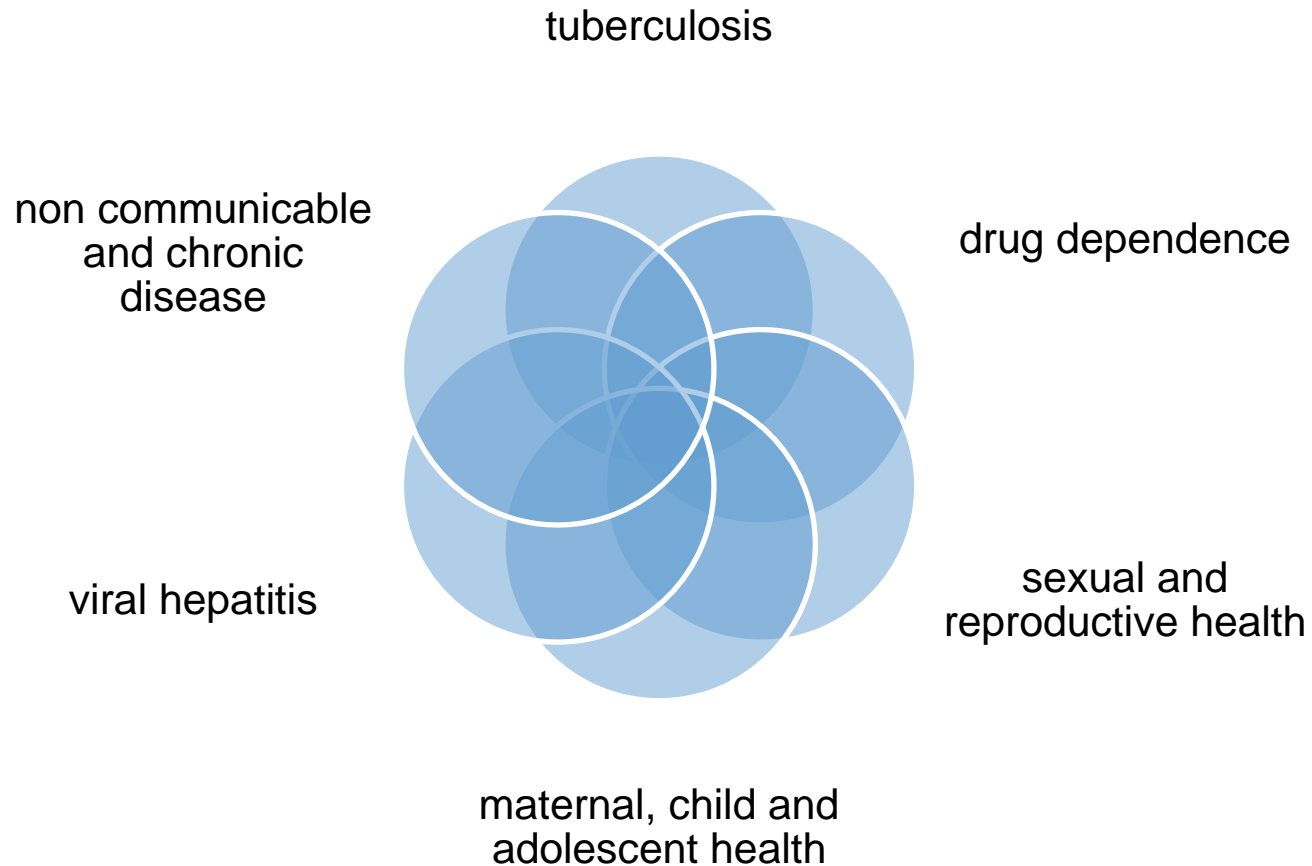 tuberculosis
non communicable
and chronic
disease
drug dependence
viral hepatitis
sexual and
reproductive health
maternal, child and
adolescent health